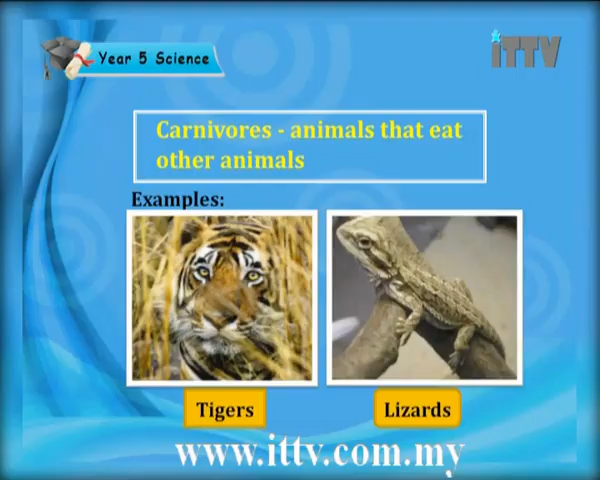 Year 5 Science
iTTV
Carnivores - animals that eat
other animals
Examples:
Tigers
Lizards
www.ittv.com.my